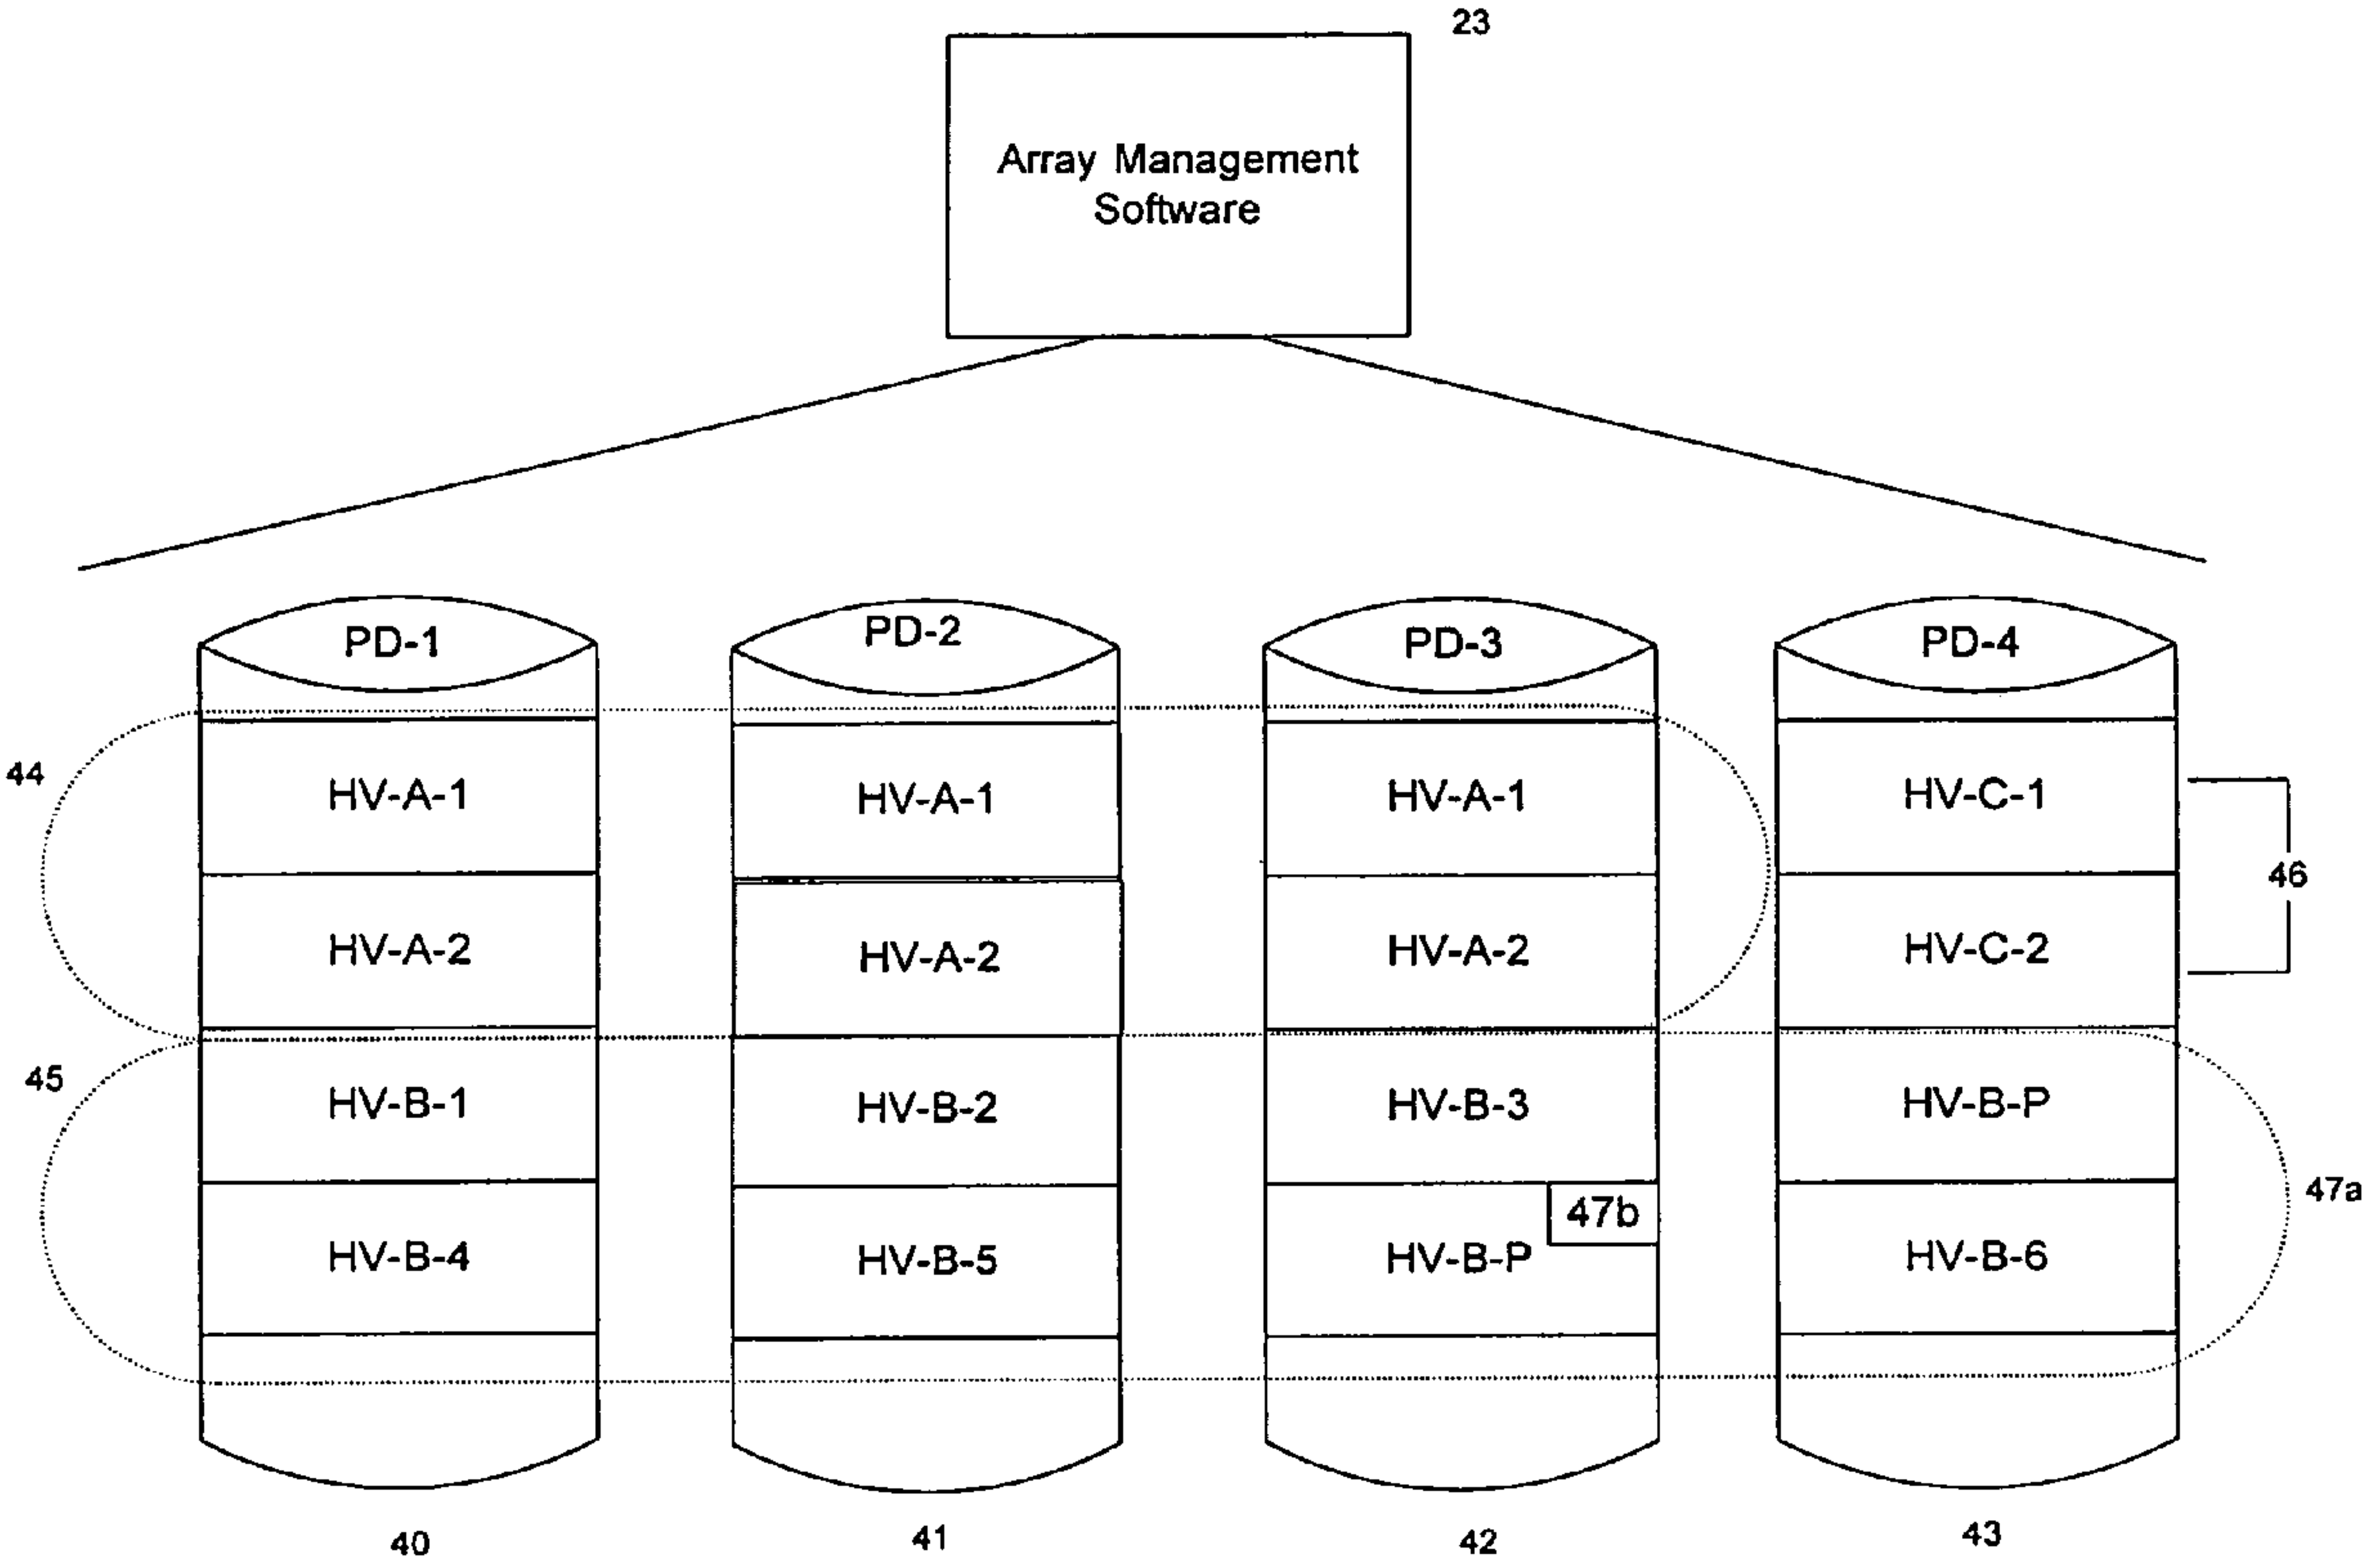 23
Array Management
Software
PD-1
PD-2
PD-3
PD-4
44
HV-A-1
HV-A-1
HV-A-1
HV-C-1
46
HV-A-2
HV-A-2
HV-A-2
HV-C-2
45
HV-B-1
HV-B-2
HV-B-3
HV-B-P
47a
47b
HV-B-4
HV-B-5
HV-B-P
HV-B-6
40
41
42
43